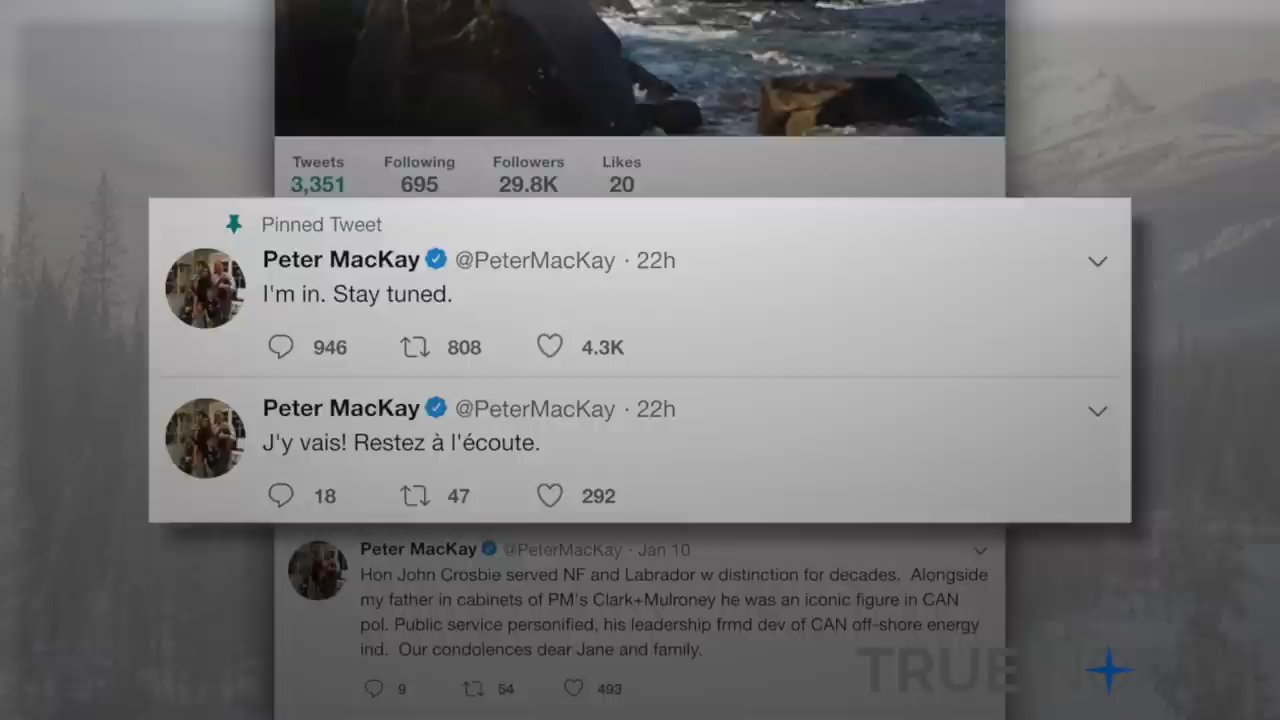 Tweets Following Followers Likes
3,351 695 29.8K 20
Pinned Tweet
Peter MacKay @PeterMacKay · 22h
I'm in. Stay tuned.
946 808 4.3K
Peter MacKay @PeterMacKay · 22h
J'y vais! Restez à l'écoute.
18 47 292
Peter MacKay @PeterMacKay · Jan 10
Hon John Crosbie served NF and Labrador w distinction for decades. Alongside
my father in cabinets of PM's Clark+Mulroney he was an iconic figure in CAN
pol. Public service personified, his leadership frmd dev of CAN off-shore energy
ind. Our condolences dear Jane and family.
9 54 493
TRUE